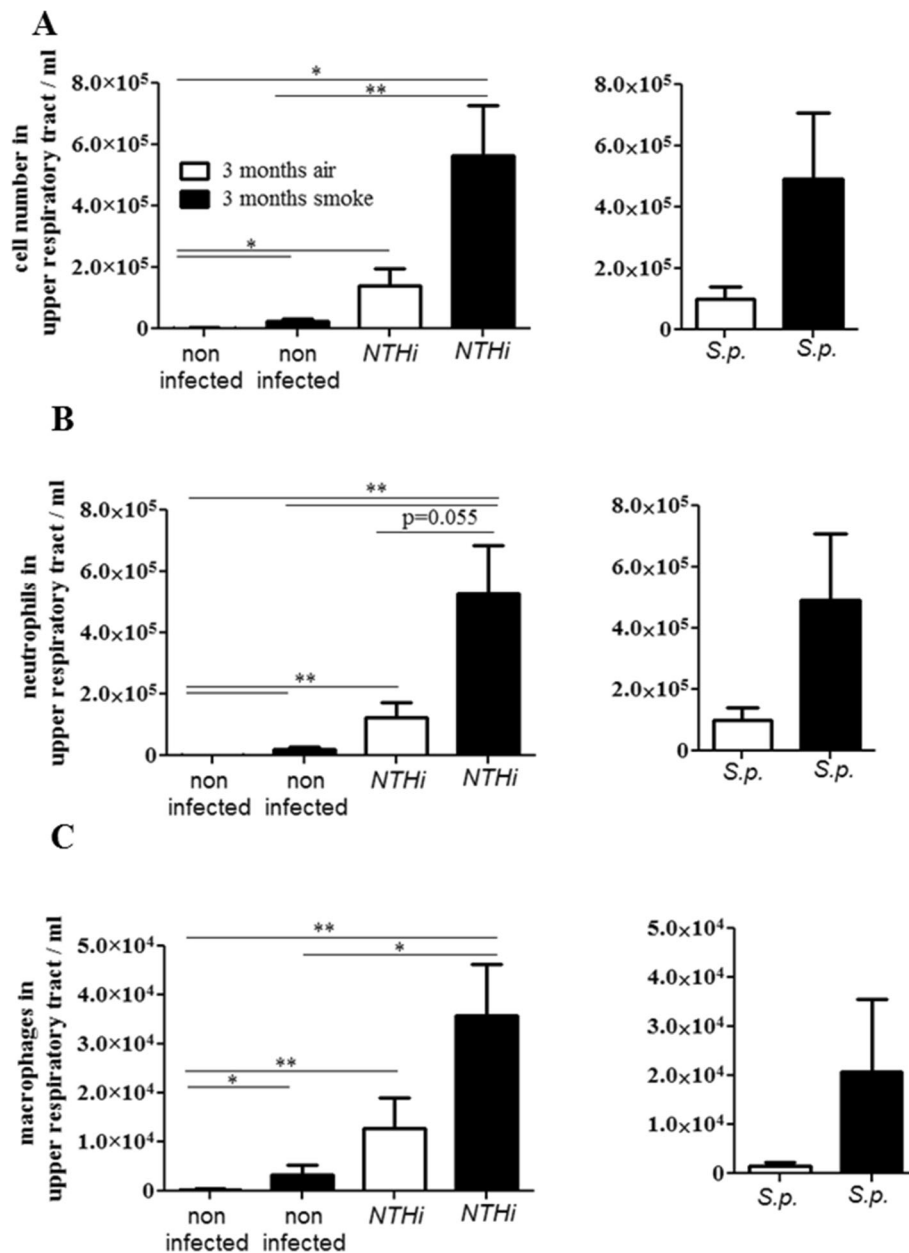 A
cell number in
upper respiratory tract / ml
8.0×10⁵
6.0×10⁵
4.0×10⁵
2.0×10⁵
0
*
**
3 months air
3 months smoke
*
non infected
non infected
NTHi
NTHi
8.0×10⁵
6.0×10⁵
4.0×10⁵
2.0×10⁵
0
S.p.
S.p.
B
neutrophils in
upper respiratory tract / ml
8.0×10⁵
6.0×10⁵
4.0×10⁵
2.0×10⁵
0
**
p=0.055
**
non infected
non infected
NTHi
NTHi
8.0×10⁵
6.0×10⁵
4.0×10⁵
2.0×10⁵
0
S.p.
S.p.
C
macrophages in
upper respiratory tract / ml
5.0×10⁴
4.0×10⁴
3.0×10⁴
2.0×10⁴
1.0×10⁴
0
**
*
**
*
non infected
non infected
NTHi
NTHi
5.0×10⁴
4.0×10⁴
3.0×10⁴
2.0×10⁴
1.0×10⁴
0
S.p.
S.p.